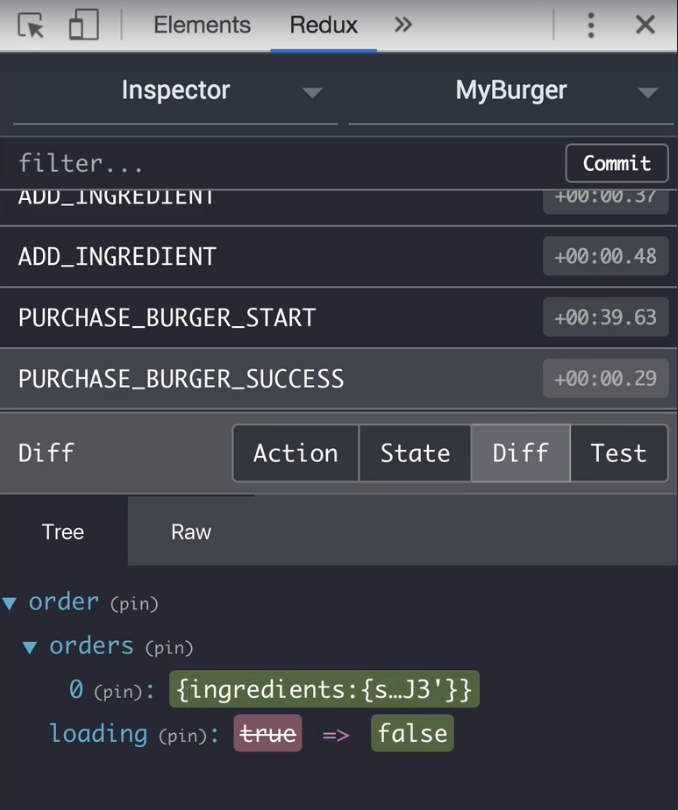 Elements Redux »
Inspector MyBurger
filter... Commit
ADD_INGREDIENT +00:00.37
ADD_INGREDIENT +00:00.48
PURCHASE_BURGER_START +00:39.63
PURCHASE_BURGER_SUCCESS +00:00.29
Diff Action State Diff Test
Tree Raw
order (pin)
orders (pin)
0 (pin): {ingredients:{s…J3'}}
loading (pin): true => false